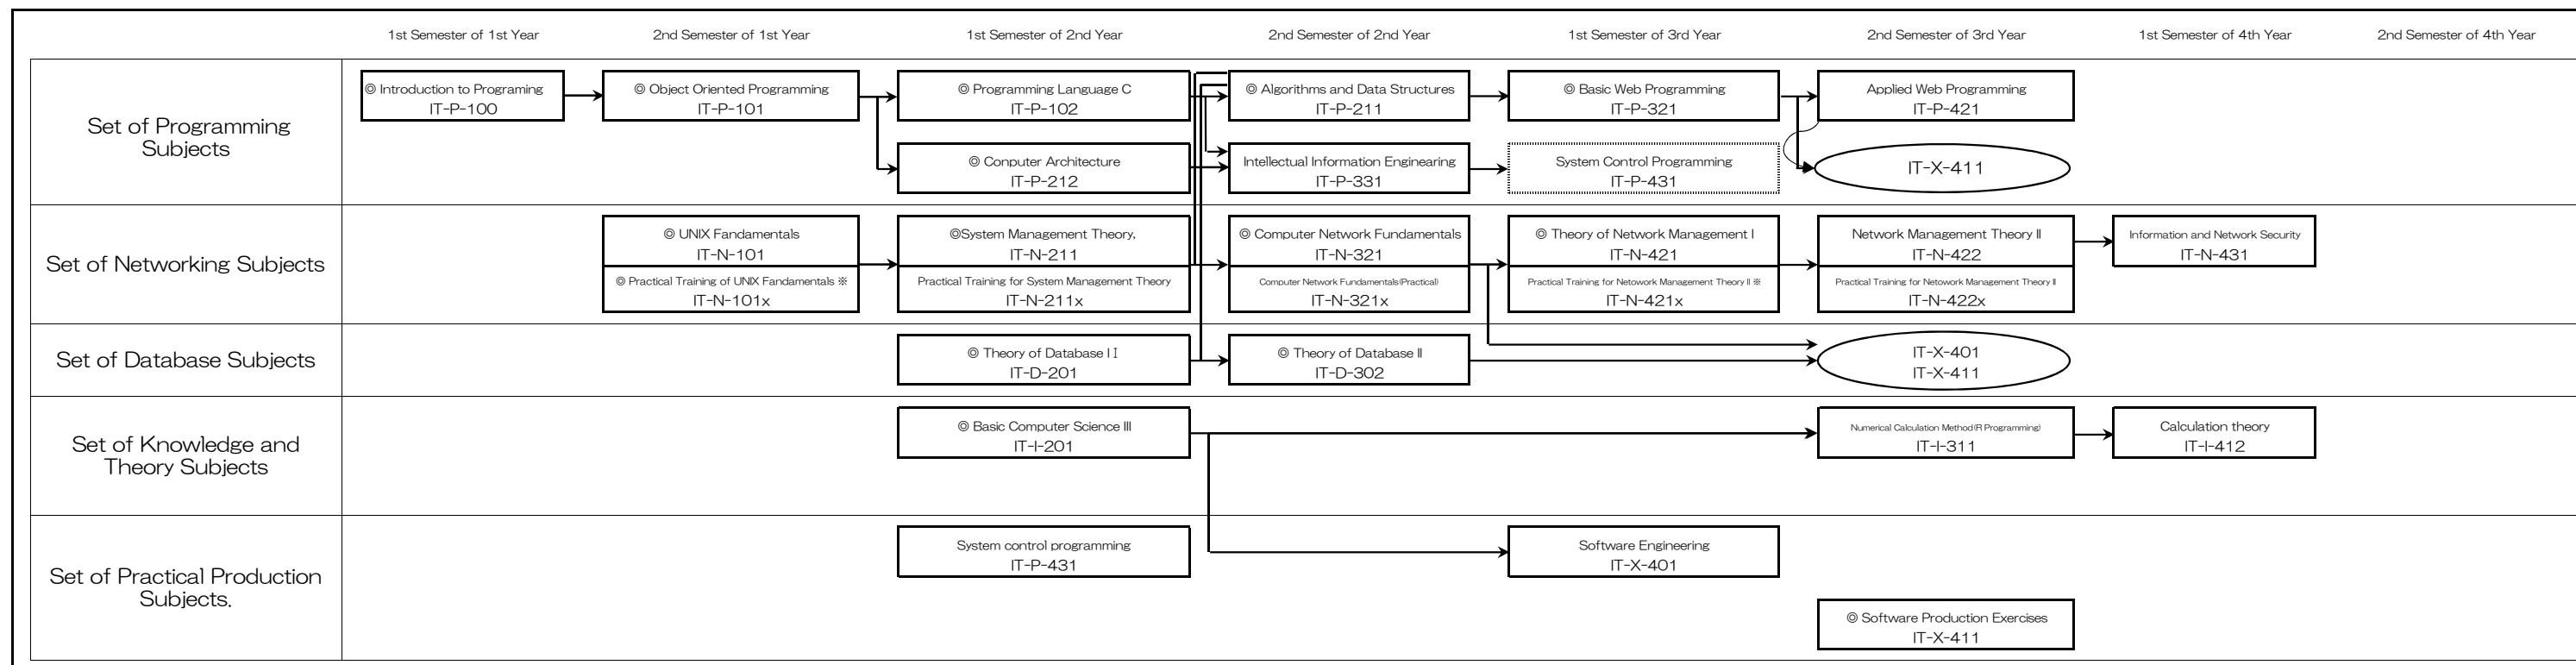 1st Semester of 1st Year
2nd Semester of 1st Year
1st Semester of 2nd Year
2nd Semester of 2nd Year
1st Semester of 3rd Year
2nd Semester of 3rd Year
1st Semester of 4th Year
2nd Semester of 4th Year
Set of Programming
Subjects
◎ Introduction to Programing
IT-P-100
◎ Object Oriented Programming
IT-P-101
◎ Programming Language C
IT-P-102
◎ Algorithms and Data Structures
IT-P-211
◎ Basic Web Programming
IT-P-321
Applied Web Programming
IT-P-421
◎ Conputer Architecture
IT-P-212
Intellectual Information Engineering
IT-P-331
System Control Programming
IT-P-431
IT-X-411
Set of Networking Subjects
◎ UNIX Fandamentals
IT-N-101
◎ Practical Training of UNIX Fandamentals ※
IT-N-101x
◎System Management Theory,
IT-N-211
Practical Training for System Management Theory
IT-N-211x
◎ Computer Network Fundamentals
IT-N-321
Computer Network Fundamentals(Practical)
IT-N-321x
◎ Theory of Network Management Ⅰ
IT-N-421
Practical Training for Netowork Management Theory Ⅱ ※
IT-N-421x
Network Management Theory Ⅱ
IT-N-422
Practical Training for Netowork Management Theory Ⅱ
IT-N-422x
Information and Network Security
IT-N-431
Set of Database Subjects
◎ Theory of Database I Ⅰ
IT-D-201
◎ Theory of Database Ⅱ
IT-D-302
IT-X-401
IT-X-411
Set of Knowledge and
Theory Subjects
◎ Basic Computer Science Ⅲ
IT-I-201
Numerical Calculation Method(R Programming)
IT-I-311
Calculation theory
IT-I-412
Set of Practical Production
Subjects.
System control programming
IT-P-431
Software Engineering
IT-X-401
◎ Software Production Exercises
IT-X-411